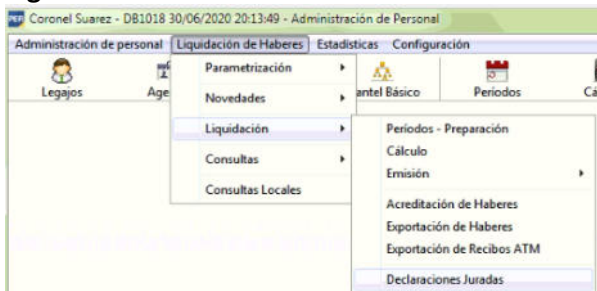 Coronel Suarez - DB1018 30/06/2020 20:13:49 - Administración de Personal
Administración de personal Liquidación de Haberes Estadísticas Configuración
Legajos
Parametrización
antel Básico
Períodos
Novedades
Liquidación
Consultas
Consultas Locales
Períodos - Preparación
Cálculo
Emisión
Acreditación de Haberes
Exportación de Haberes
Exportación de Recibos ATM
Declaraciones Juradas